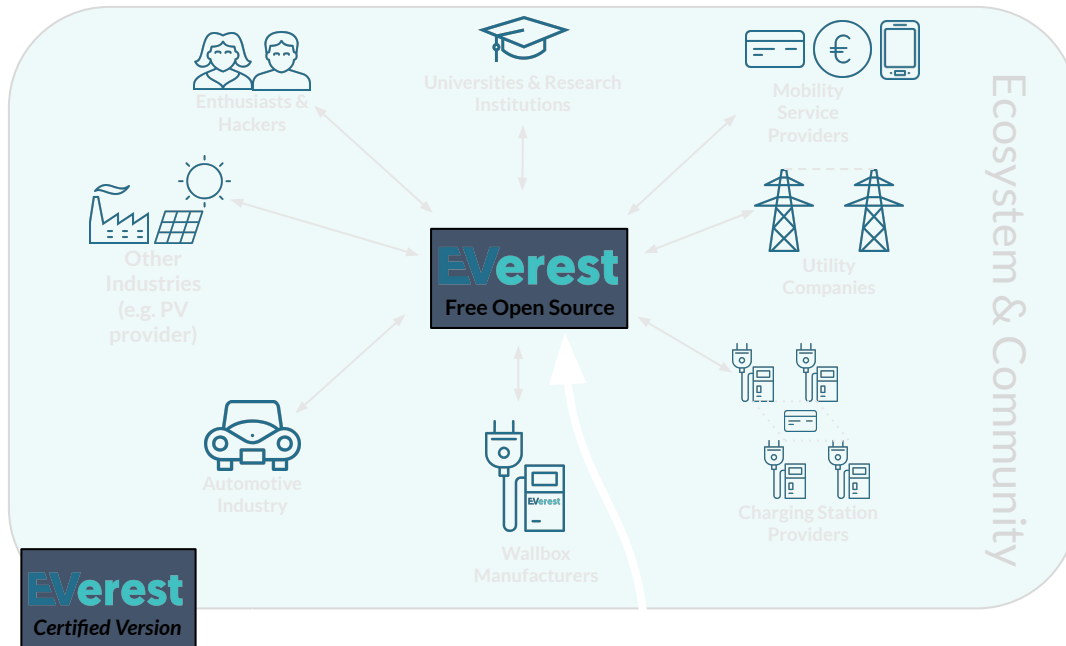 Enthusiasts &
Hackers
Universities & Research
Institutions
Mobility
Service
Providers
€
Other
Industries
(e.g. PV
provider)
EVerest
Free Open Source
Utility
Companies
Ecosystem & Community
Automotive
Industry
EVerest
Wallbox
Manufacturers
Charging Station
Providers
EVerest
Certified Version